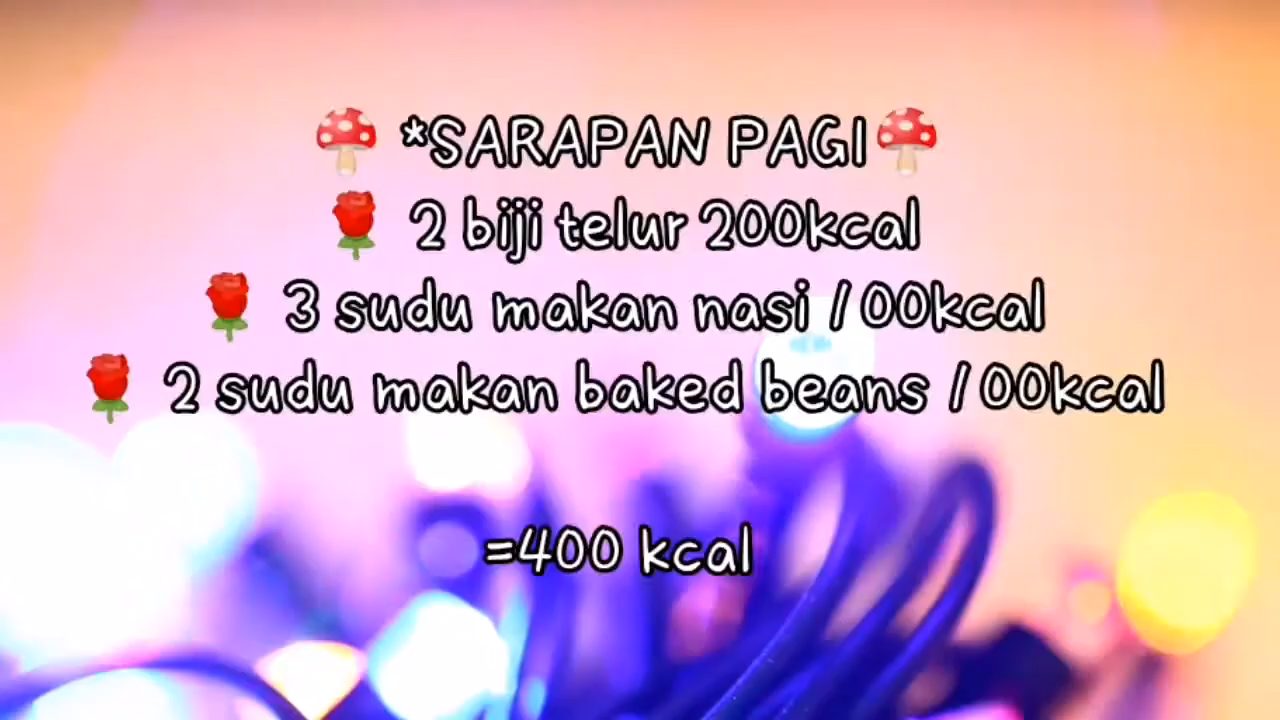 🍄 *SARAPAN PAGI🍄
🌹 2 biji telur 200kcal
🌹 3 sudu makan nasi 100kcal
🌹 2 sudu makan baked beans 100kcal
=400 kcal